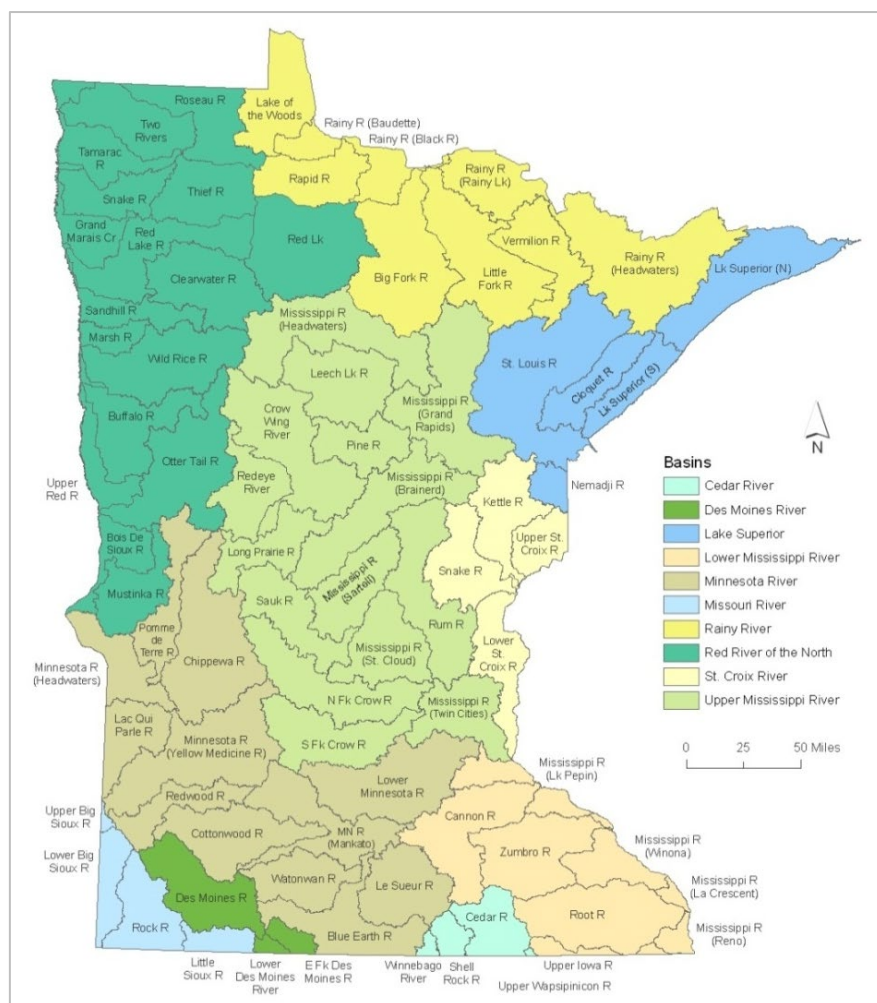 Roseau R
Lake of
the Woods
Two
Rivers
Rainy R (Baudette)
Rainy R (Black R)
Tamarac
R
Rapid R
Rainy R
(Rainy Lk)
Snake R
Thief R
Grand
Marais Cr
Red
Lake R
Red Lk
Vermilion R
Rainy R
(Headwaters)
Lk Superior (N)
Clearwater R
Big Fork R
Little
Fork R
Sandhill R
Mississippi R
(Headwaters)
Marsh R
Wild Rice R
Leech Lk R
St. Louis R
Cloquet R
Lk Superior (S)
Buffalo R
Crow
Wing
River
Mississippi R
(Grand
Rapids)
Pine R
Otter Tail R
Upper
Red R
Redeye
River
Mississippi R
(Brainerd)
Kettle R
Nemadji R
Bois De
Sioux R
Long Prairie R
Upper St.
Croix R
Mississippi R
(Sartell)
Snake R
Mustinka R
Sauk R
Pomme
de
Terre R
Chippewa R
Mississippi R
(St. Cloud)
Rum R
Lower
St.
Croix R
Minnesota R
(Headwaters)
N Fk Crow R
Mississippi R
(Twin Cities)
Lac Qui
Parle R
Minnesota R
(Yellow Medicine R)
S Fk Crow R
Lower
Minnesota R
Mississippi R
(Lk Pepin)
Redwood R
Upper Big
Sioux R
Cottonwood R
MN R
(Mankato)
Cannon R
Zumbro R
Mississippi R
(Winona)
Lower Big
Sioux R
Watonwan R
Le Sueur R
Mississippi R
(La Crescent)
Des Moines R
Rock R
Blue Earth R
Cedar R
Root R
Mississippi R
(Reno)
Little
Sioux R
Lower
Des Moines
River
E Fk Des
Moines R
Winnebago
River
Shell
Rock R
Upper Iowa R
Upper Wapsipinicon R
N
Basins
Cedar River
Des Moines River
Lake Superior
Lower Mississippi River
Minnesota River
Missouri River
Rainy River
Red River of the North
St. Croix River
Upper Mississippi River
0 25 50 Miles